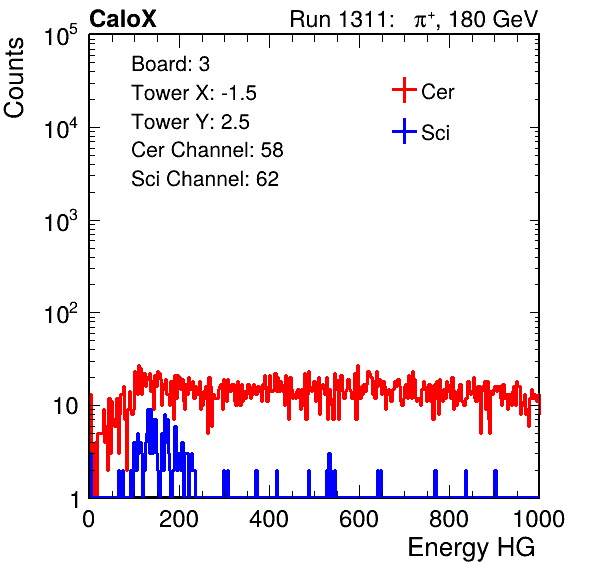 CaloX Run 1311: π⁺, 180 GeV
Counts
10⁵
10⁴
10³
10²
10
1
Board: 3
Tower X: -1.5
Tower Y: 2.5
Cer Channel: 58
Sci Channel: 62
Cer
Sci
0 200 400 600 800 1000
Energy HG